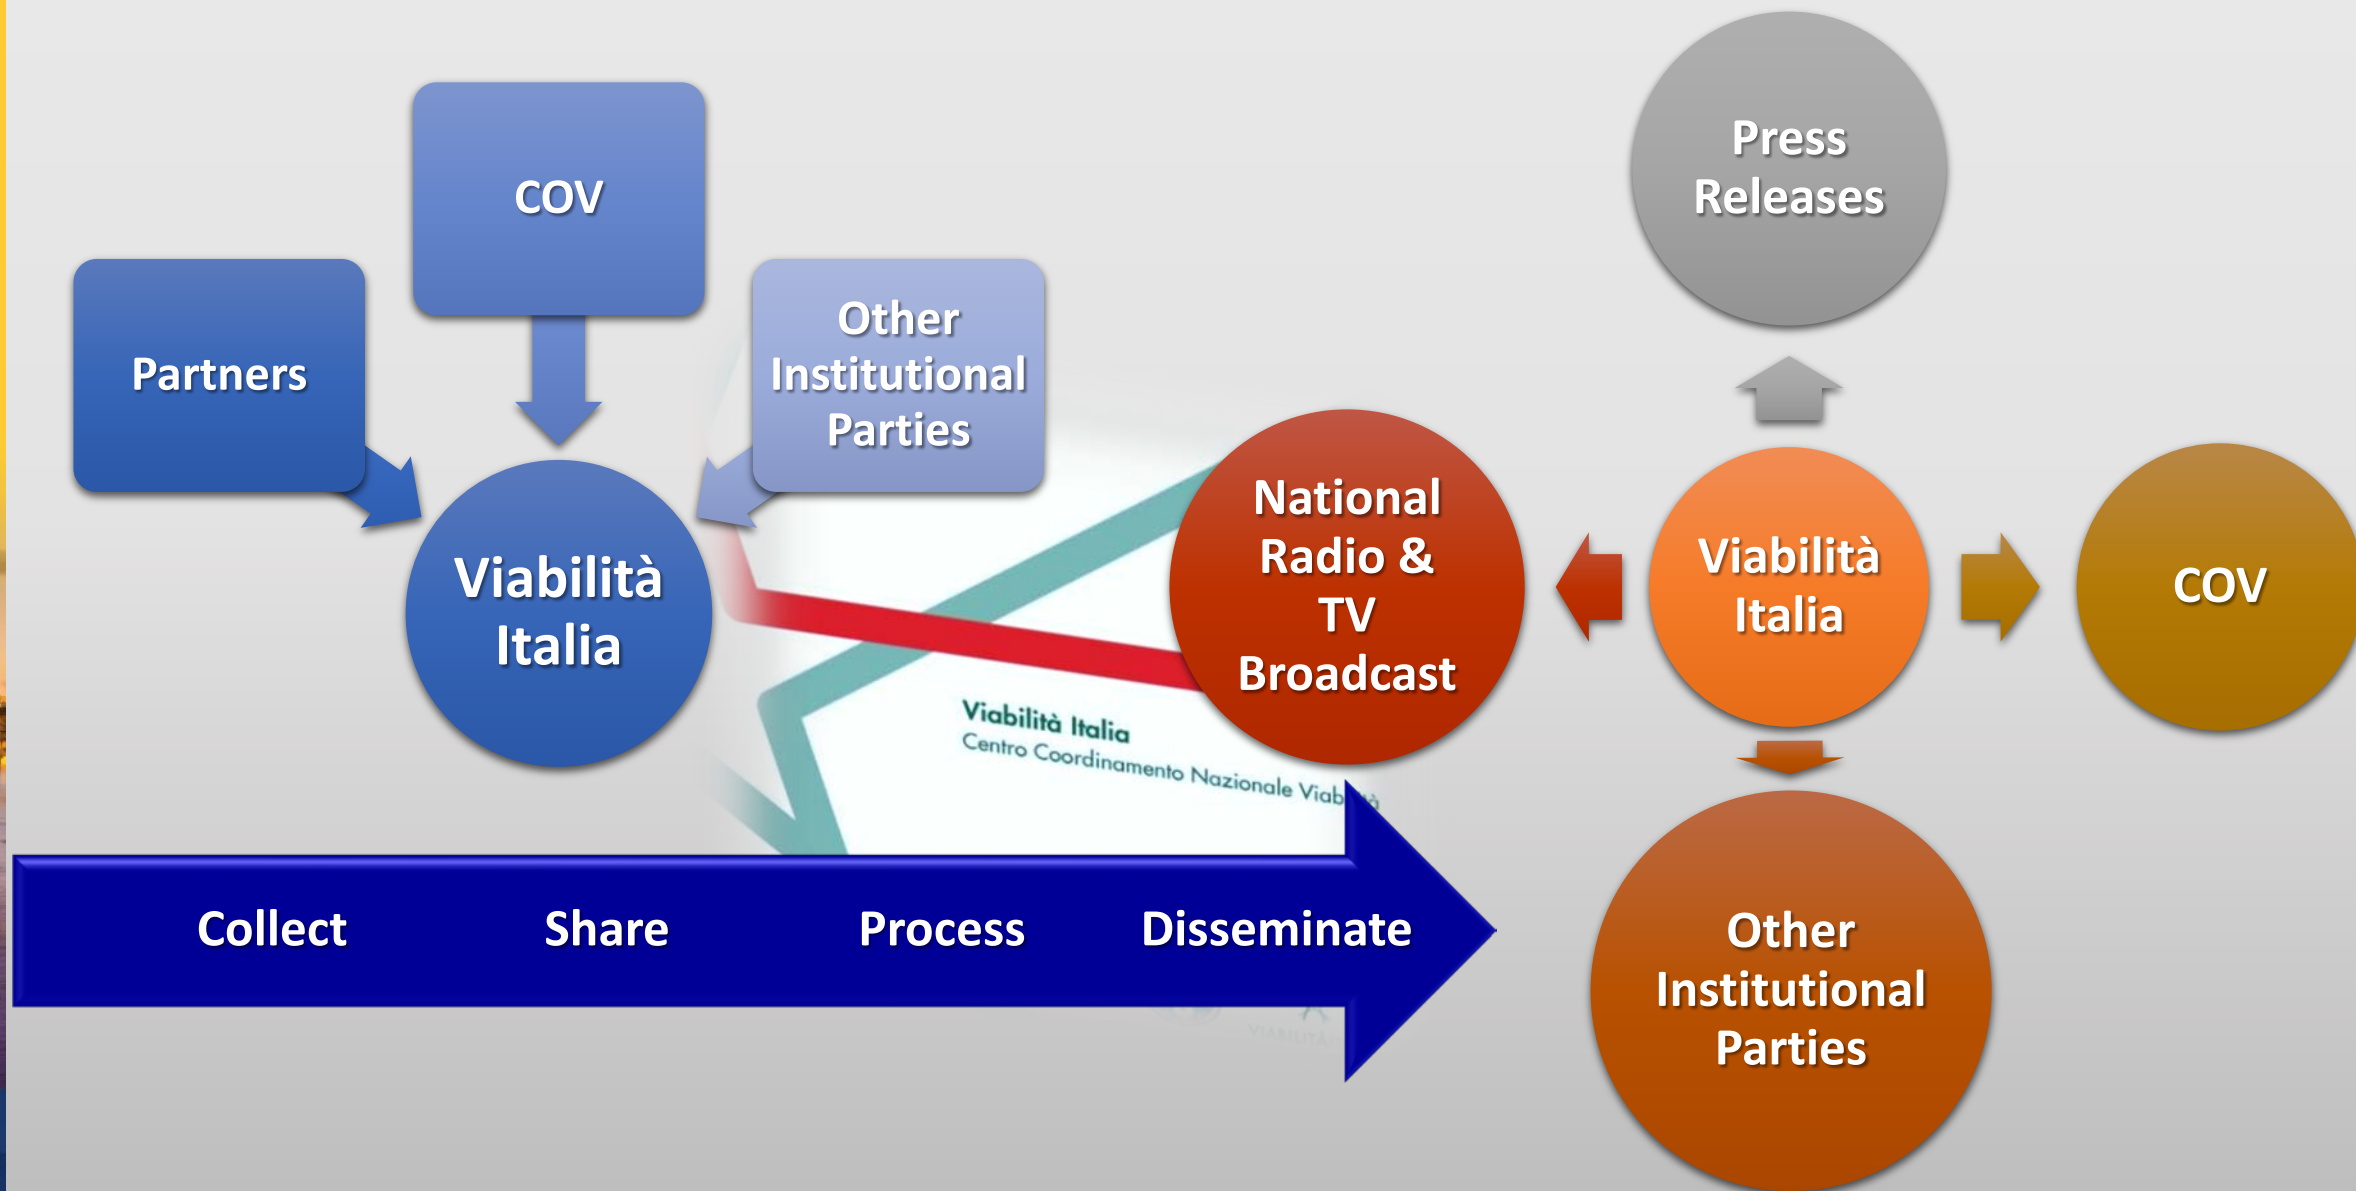 COV
Partners
Other
Institutional
Parties
Viabilità
Italia
Viabilità Italia
Centro Coordinamento Nazionale
Collect Share Process Disseminate
Press
Releases
National
Radio &
TV
Broadcast
Viabilità
Italia
COV
Other
Institutional
Parties